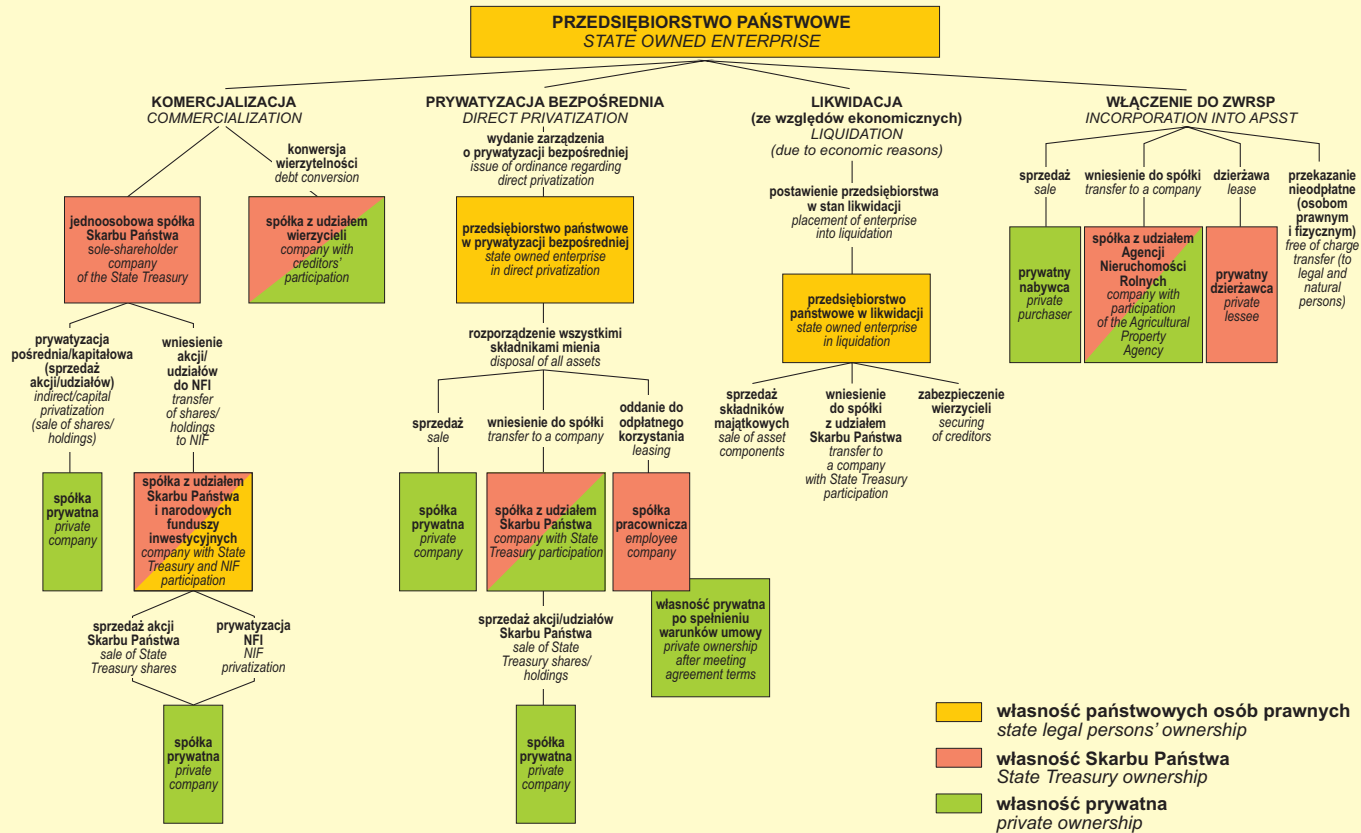 PRZEDSIĘBIORSTWO PAŃSTWOWE
STATE OWNED ENTERPRISE
KOMERCJALIZACJA
COMMERCIALIZATION
konwersja
wierzytelności
debt conversion
jednoosobowa spółka
Skarbu Państwa
sole-shareholder
company
of the State Treasury
spółka z udziałem
wierzycieli
company with
creditors’
participation
prywatyzacja
pośrednia/kapitałowa
(sprzedaż
akcji/udziałów)
indirect/capital
privatization
(sale of shares/
holdings)
wniesienie
akcji/
udziałów
do NFI
transfer
of shares/
holdings
to NIF
spółka
prywatna
private
company
spółka z udziałem
Skarbu Państwa
i narodowych
funduszy
inwestycyjnych
company with State
Treasury and NIF
participation
sprzedaż akcji
Skarbu Państwa
sale of State
Treasury shares
prywatyzacja
NFI
NIF
privatization
spółka
prywatna
private
company
PRYWATYZACJA BEZPOŚREDNIA
DIRECT PRIVATIZATION
wydanie zarządzenia
o prywatyzacji bezpośredniej
issue of ordinance regarding
direct privatization
przedsiębiorstwo państwowe
w prywatyzacji bezpośredniej
state owned enterprise
in direct privatization
rozporządzenie wszystkimi
składnikami mienia
disposal of all assets
sprzedaż
sale
wniesienie do spółki
transfer to a company
oddanie do
odpłatnego
korzystania
leasing
spółka
prywatna
private
company
spółka z udziałem
Skarbu Państwa
company with State
Treasury participation
spółka
pracownicza
employee
company
własność prywatna
po spełnieniu
warunków umowy
private ownership
after meeting
agreement terms
sprzedaż akcji/udziałów
Skarbu Państwa
sale of State
Treasury shares/
holdings
spółka
prywatna
private
company
LIKWIDACJA
(ze względów ekonomicznych)
LIQUIDATION
(due to economic reasons)
postawienie przedsiębiorstwa
w stan likwidacji
placement of enterprise
into liquidation
przedsiębiorstwo
państwowe w likwidacji
state owned enterprise
in liquidation
sprzedaż
składników
majątkowych
sale of asset
components
wniesienie
do spółki
z udziałem
Skarbu Państwa
transfer to
a company
with State Treasury
participation
zabezpieczenie
wierzycieli
securing
of creditors
WŁĄCZENIE DO ZWRSP
INCORPORATION INTO APSST
sprzedaż
sale
wniesienie do spółki
transfer to a company
dzierżawa
lease
przekazanie
nieodpłatne
(osobom
prawnym
i fizycznym)
free of charge
transfer (to
legal and
natural
persons)
prywatny
nabywca
private
purchaser
spółka z udziałem
Agencji
Nieruchomości
Rolnych
company with
participation
of the Agricultural
Property
Agency
prywatny
dzierżawca
private
lessee
własność państwowych osób prawnych
state legal persons’ ownership
własność Skarbu Państwa
State Treasury ownership
własność prywatna
private ownership